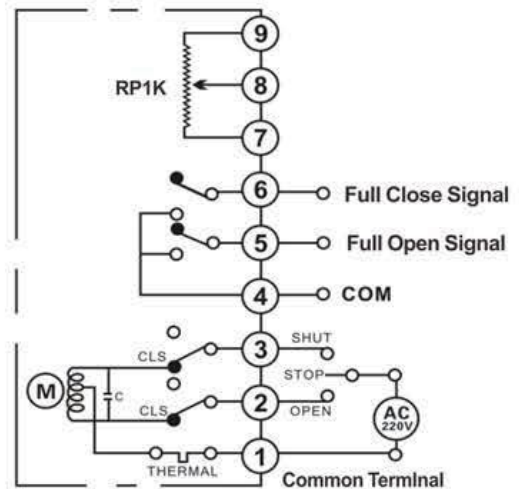 9
RP1K
8
7
6 Full Close Signal
5 Full Open Signal
4 COM
CLS 3 SHUT
STOP
M C
CLS 2 OPEN
AC
220V
THERMAL 1 Common TermInal